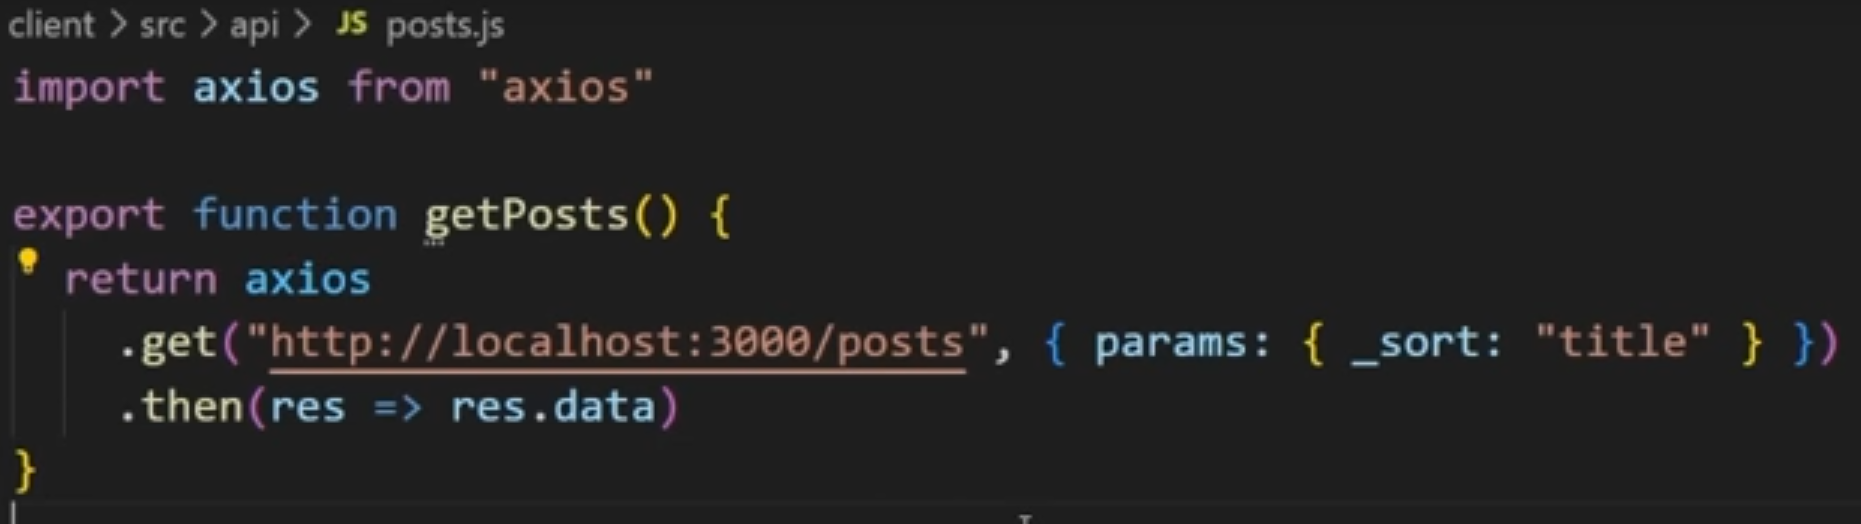 client > src > api > JS posts.js
import axios from "axios"
export function getPosts() {
return axios
.get("http://localhost:3000/posts", { params: { _sort: "title" } })
.then(res => res.data)
}